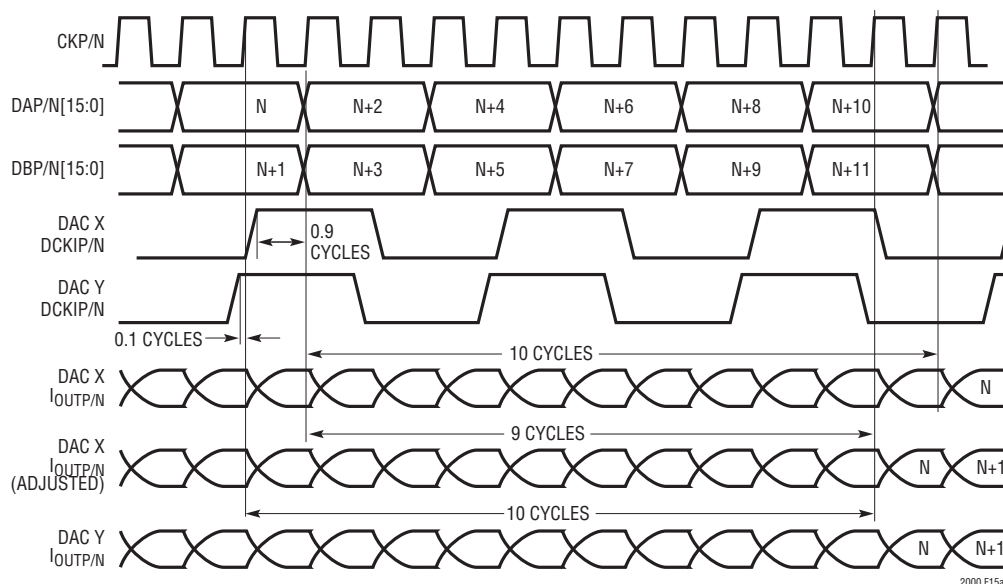 CKP/N
DAP/N[15:0]
N N+2 N+4 N+6 N+8 N+10
DBP/N[15:0]
N+1 N+3 N+5 N+7 N+9 N+11
DAC X
DCKIP/N
0.9
CYCLES
DAC Y
DCKIP/N
0.1 CYCLES
10 CYCLES
DAC X
IOUTP/N
N
9 CYCLES
DAC X
IOUTP/N
(ADJUSTED)
N N+1
10 CYCLES
DAC Y
IOUTP/N
N N+1
2000 F15a